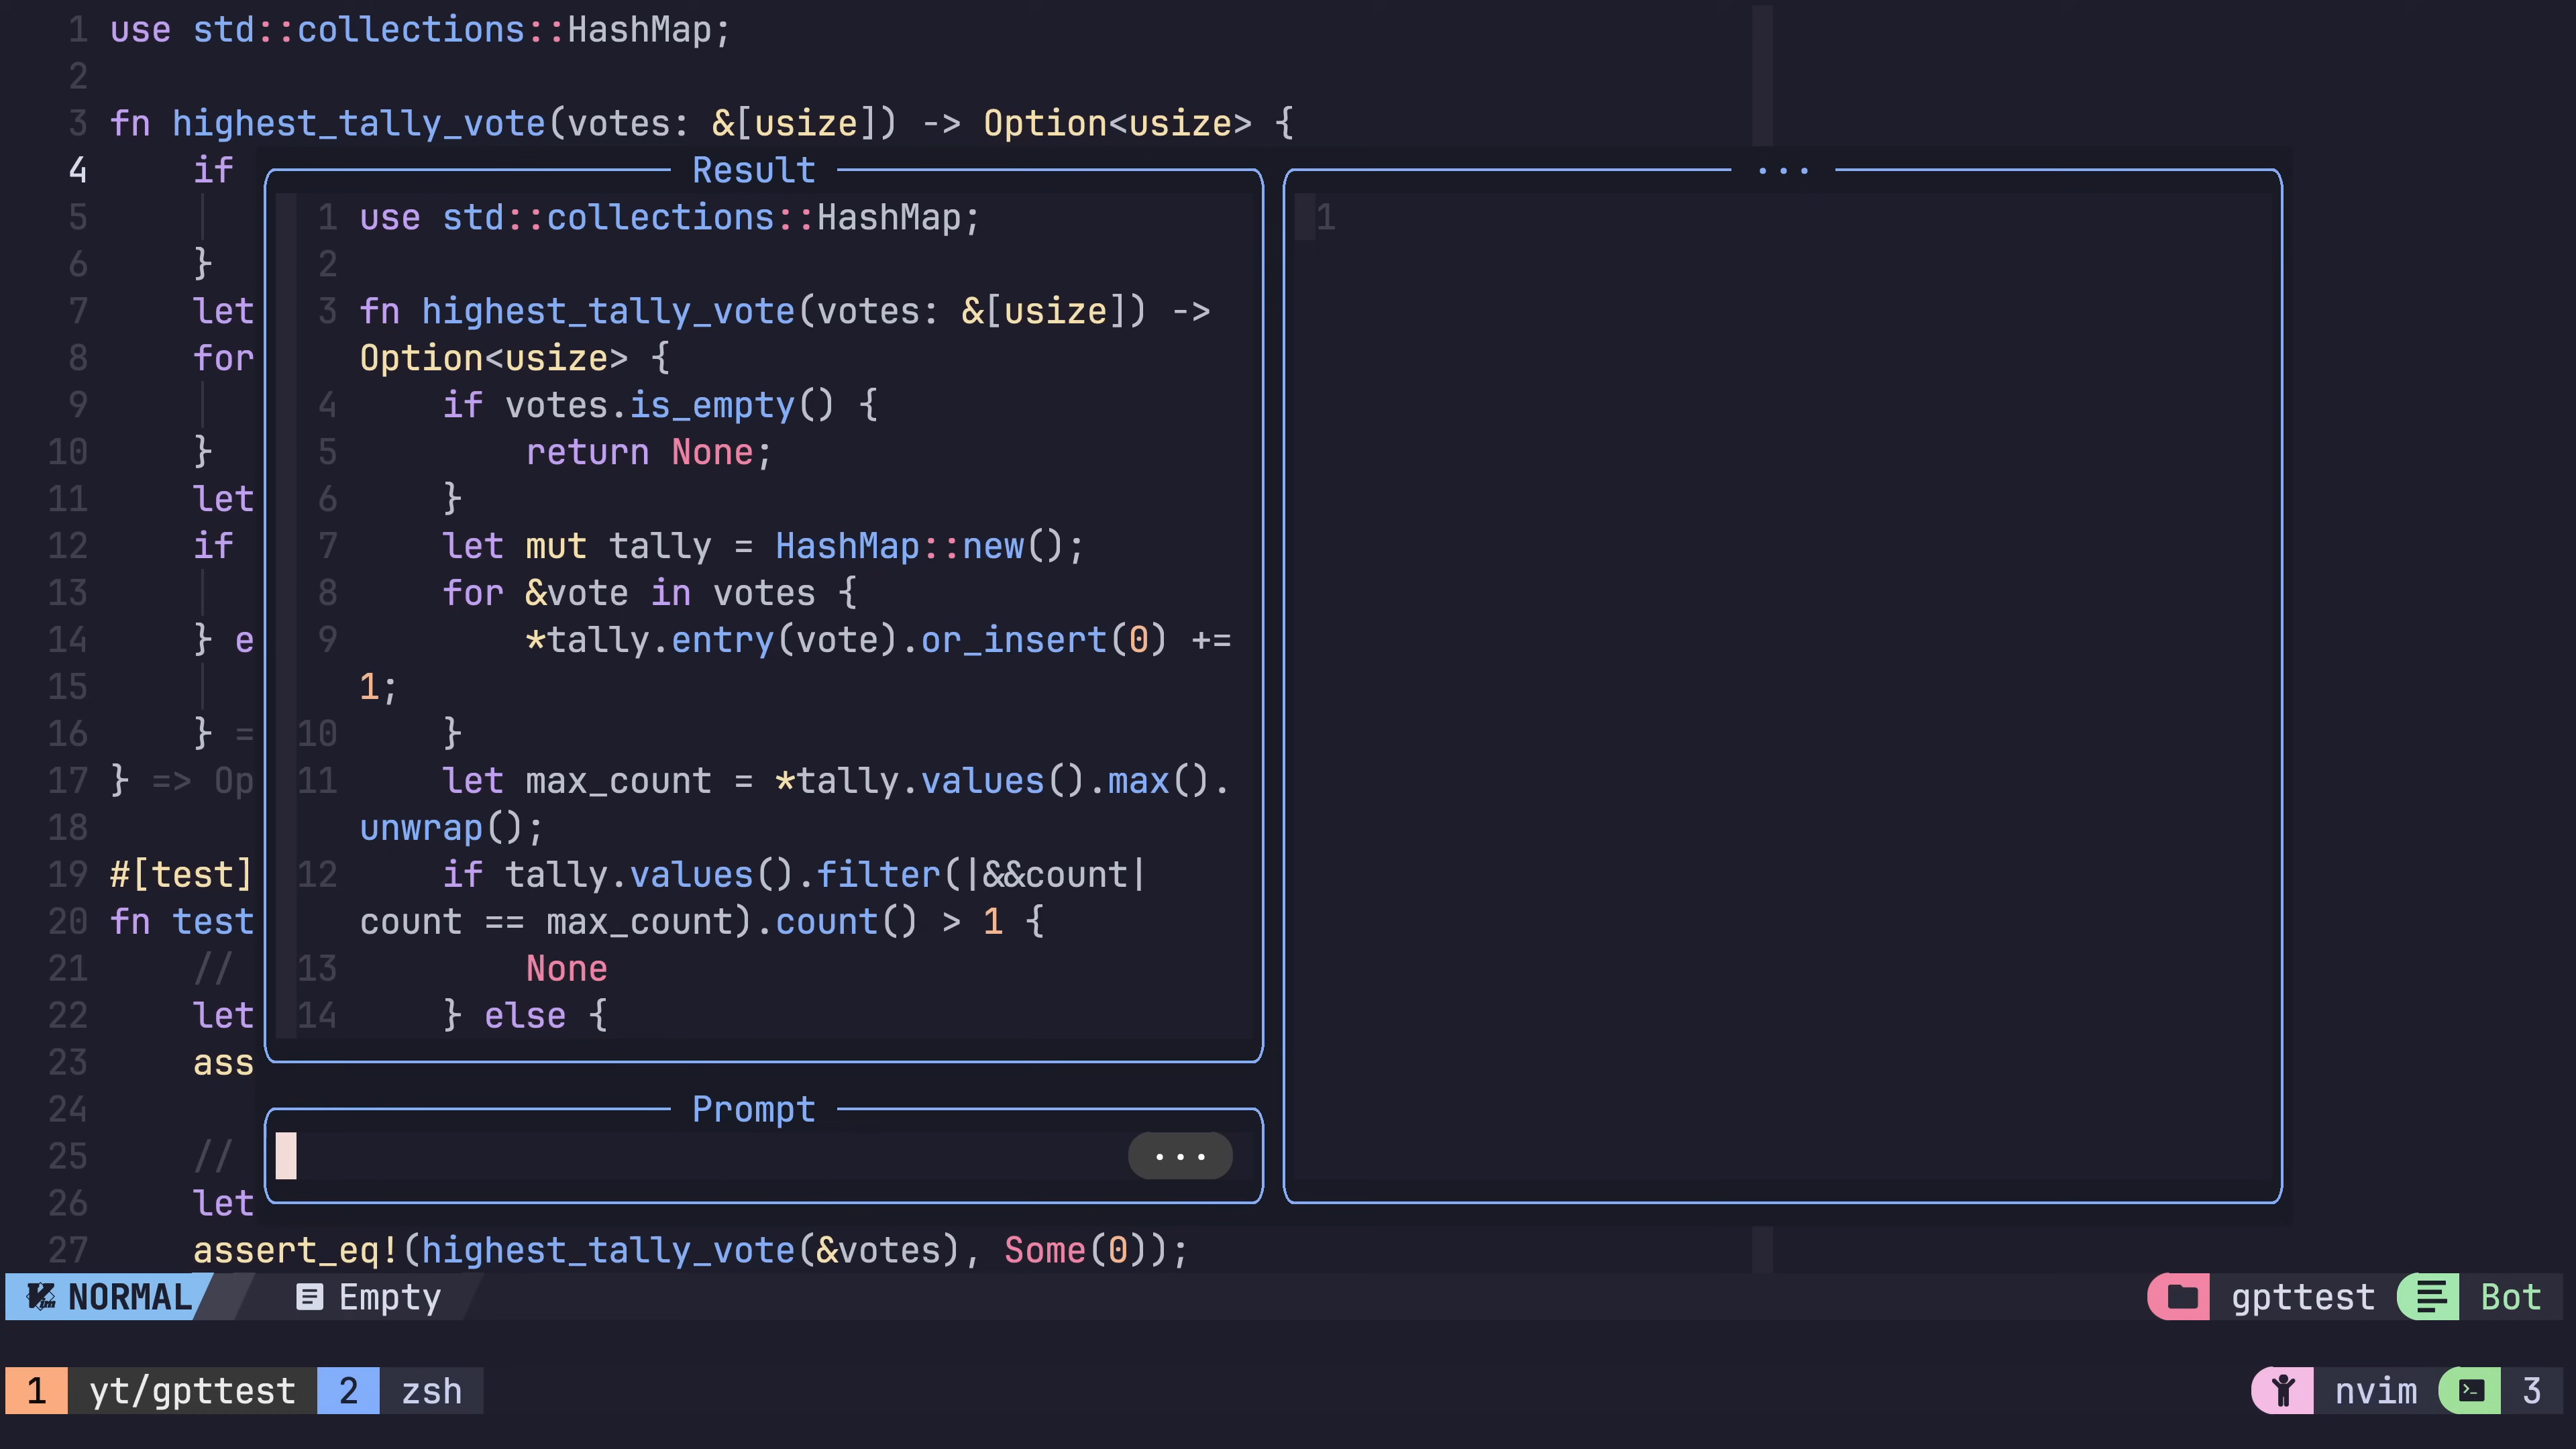 1 use std::collections::HashMap;
2
3 fn highest_tally_vote(votes: &[usize]) -> Option<usize> {
4     if
5
6     }
7     let
8     for
9
10     }
11     let
12     if
13
14     } e
15
16     } =
17 } => Op
18
19 #[test]
20 fn test
21     //
22     let
23     ass
24
25     //
26     let
27     assert_eq!(highest_tally_vote(&votes), Some(0));
Result
1 use std::collections::HashMap;
2
3 fn highest_tally_vote(votes: &[usize]) ->
Option<usize> {
4     if votes.is_empty() {
5         return None;
6     }
7     let mut tally = HashMap::new();
8     for &vote in votes {
9         *tally.entry(vote).or_insert(0) +=
1;
10     }
11     let max_count = *tally.values().max().
unwrap();
12     if tally.values().filter(|&&count|
count == max_count).count() > 1 {
13         None
14     } else {
Prompt
...
...
1
NORMAL Empty gpttest Bot
1 yt/gpttest 2 zsh nvim 3